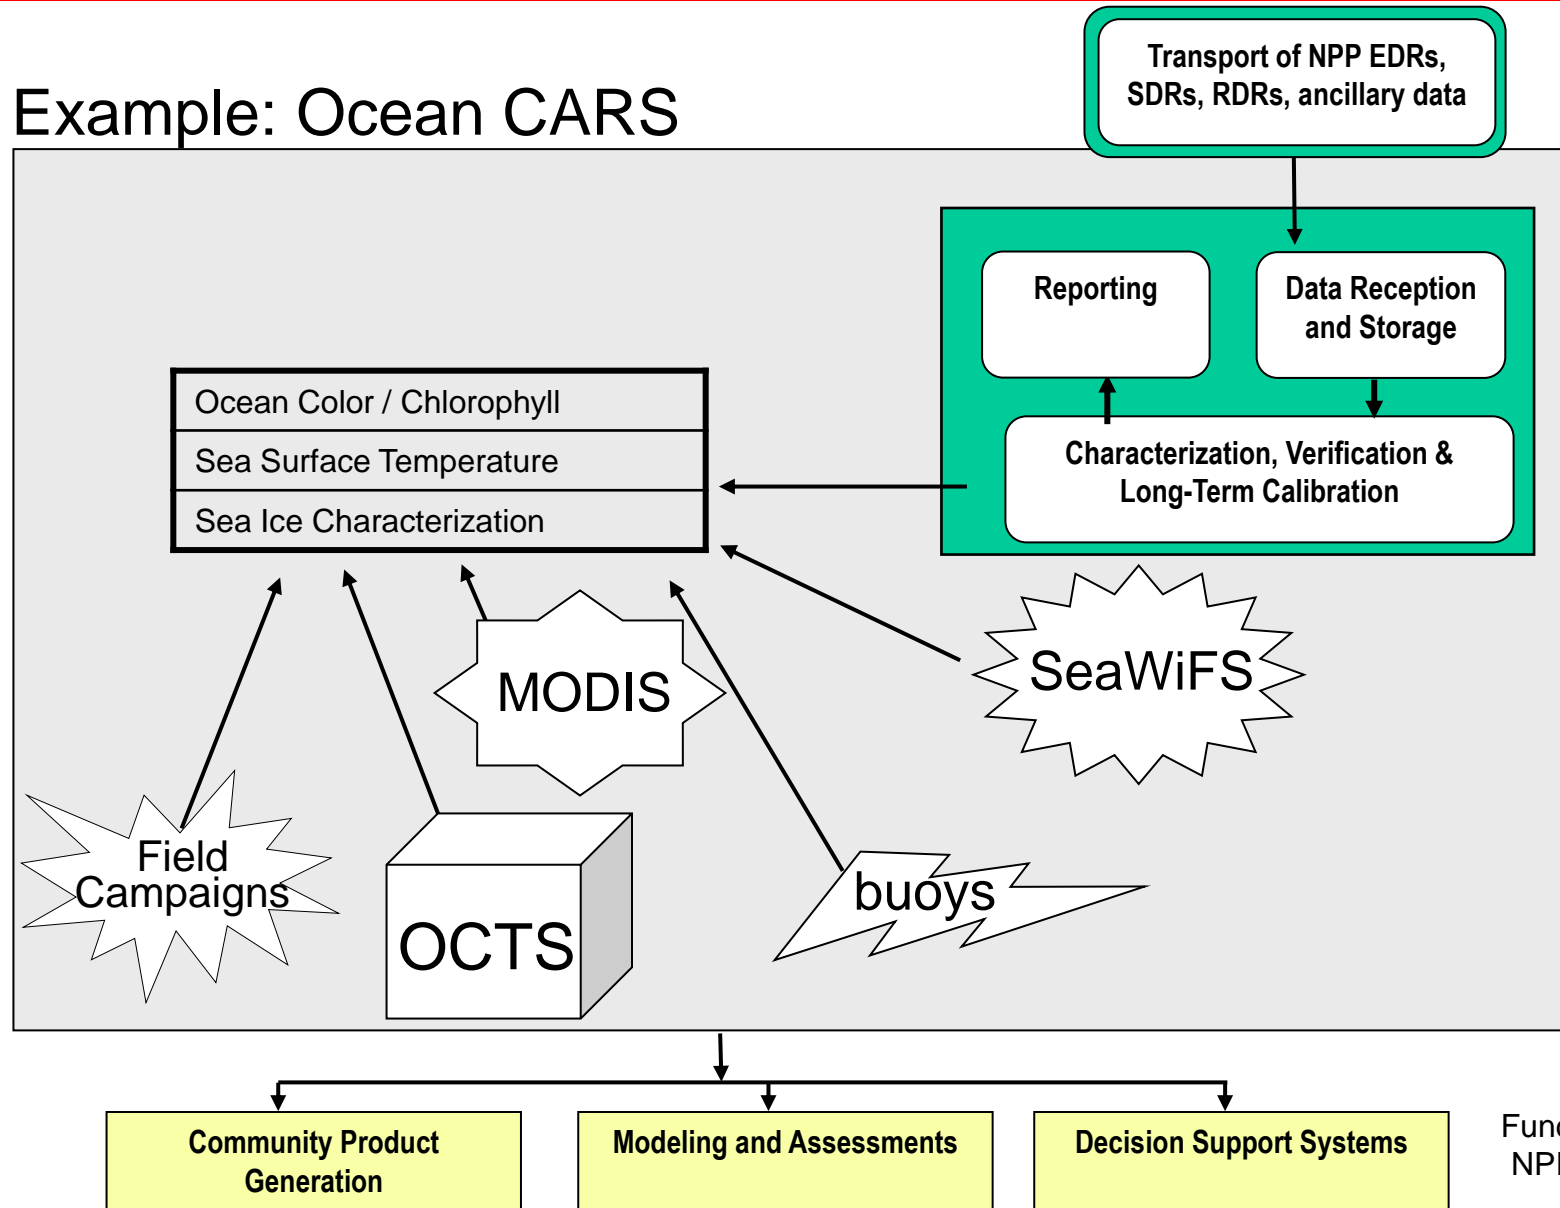 Transport of NPP EDRs,
SDRs, RDRs, ancillary data
Example: Ocean CARS
Reporting
Data Reception
and Storage
Ocean Color / Chlorophyll
Sea Surface Temperature
Sea Ice Characterization
Characterization, Verification &
Long-Term Calibration
MODIS
SeaWiFS
Field
Campaigns
OCTS
buoys
Community Product
Generation
Modeling and Assessments
Decision Support Systems